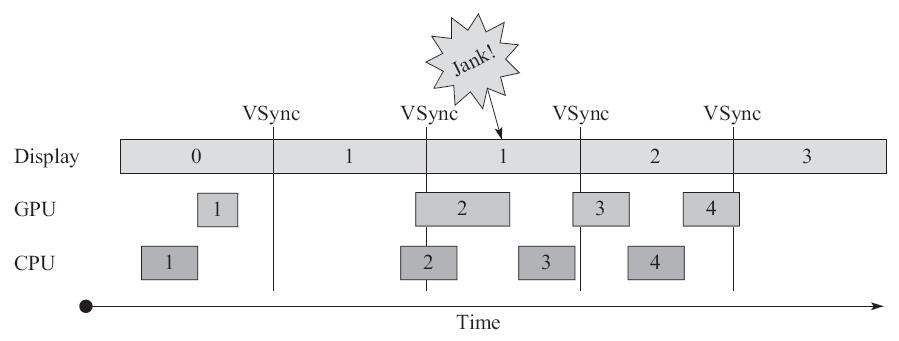 Jank!
VSync VSync VSync VSync
Display 0 1 1 2 3
GPU 1 2 3 4
CPU 1 2 3 4
Time